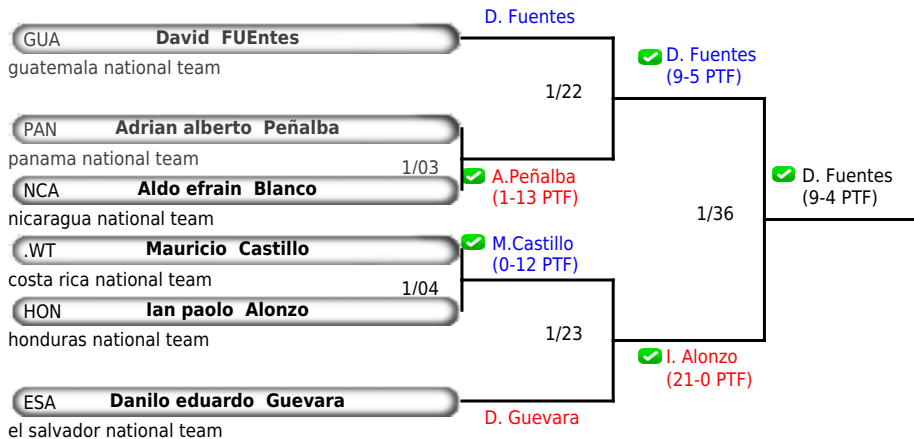 D. Fuentes
GUA David FUEntes
guatemala national team
D. Fuentes
(9-5 PTF)
1/22
PAN Adrian alberto Peñalba
panama national team
1/03
A.Peñalba
(1-13 PTF)
NCA Aldo efrain Blanco
nicaragua national team
D. Fuentes
(9-4 PTF)
1/36
.WT Mauricio Castillo
costa rica national team
M.Castillo
(0-12 PTF)
1/04
HON Ian paolo Alonzo
honduras national team
1/23
I. Alonzo
(21-0 PTF)
ESA Danilo eduardo Guevara
el salvador national team
D. Guevara